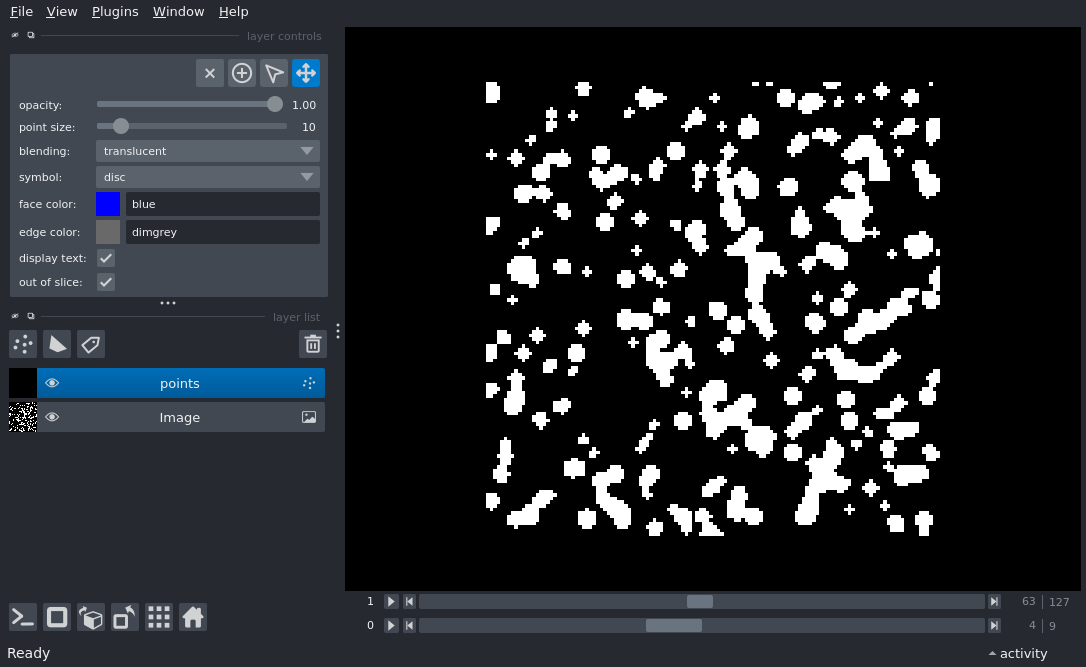 File View Plugins Window Help
layer controls
opacity: 1.00
point size: 10
blending: translucent
symbol: disc
face color: blue
edge color: dimgrey
display text:
out of slice:
layer list
points
Image
1 63 127
0 4 9
Ready activity